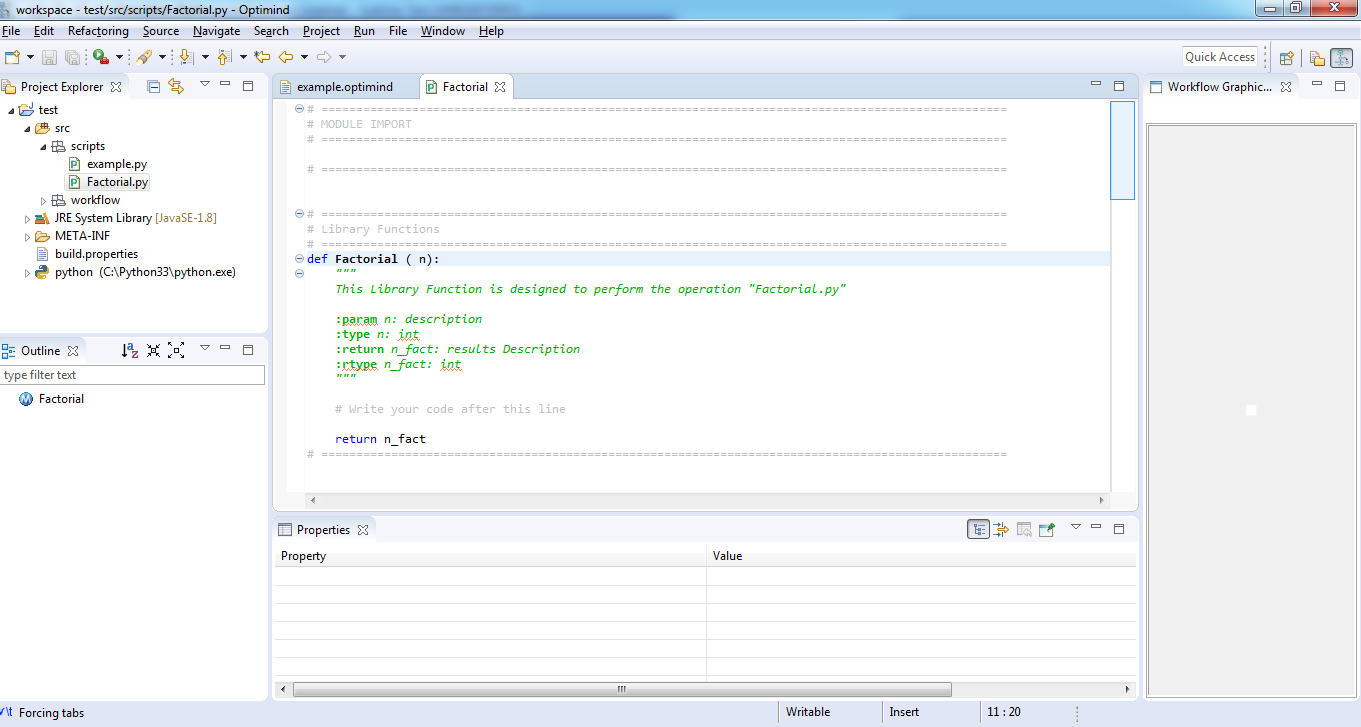 workspace - test/src/scripts/Factorial.py - Optimind
File Edit Refactoring Source Navigate Search Project Run File Window Help
Quick Access
Project Explorer
test
src
scripts
example.py
Factorial.py
workflow
JRE System Library [JavaSE-1.8]
META-INF
build.properties
python (C:\Python33\python.exe)
Outline
type filter text
Factorial
example.optimind
Factorial
# ==================================================================================================
# MODULE IMPORT
# ==================================================================================================
# ==================================================================================================
# ==================================================================================================
# Library Functions
# ==================================================================================================
def Factorial ( n):
"""
This Library Function is designed to perform the operation "Factorial.py"
:param n: description
:type n: int
:return n_fact: results Description
:rtype n_fact: int
"""
# Write your code after this line
return n_fact
# ==================================================================================================
Properties
Property Value
Workflow Graphic...
Forcing tabs
Writable
Insert
11 : 20